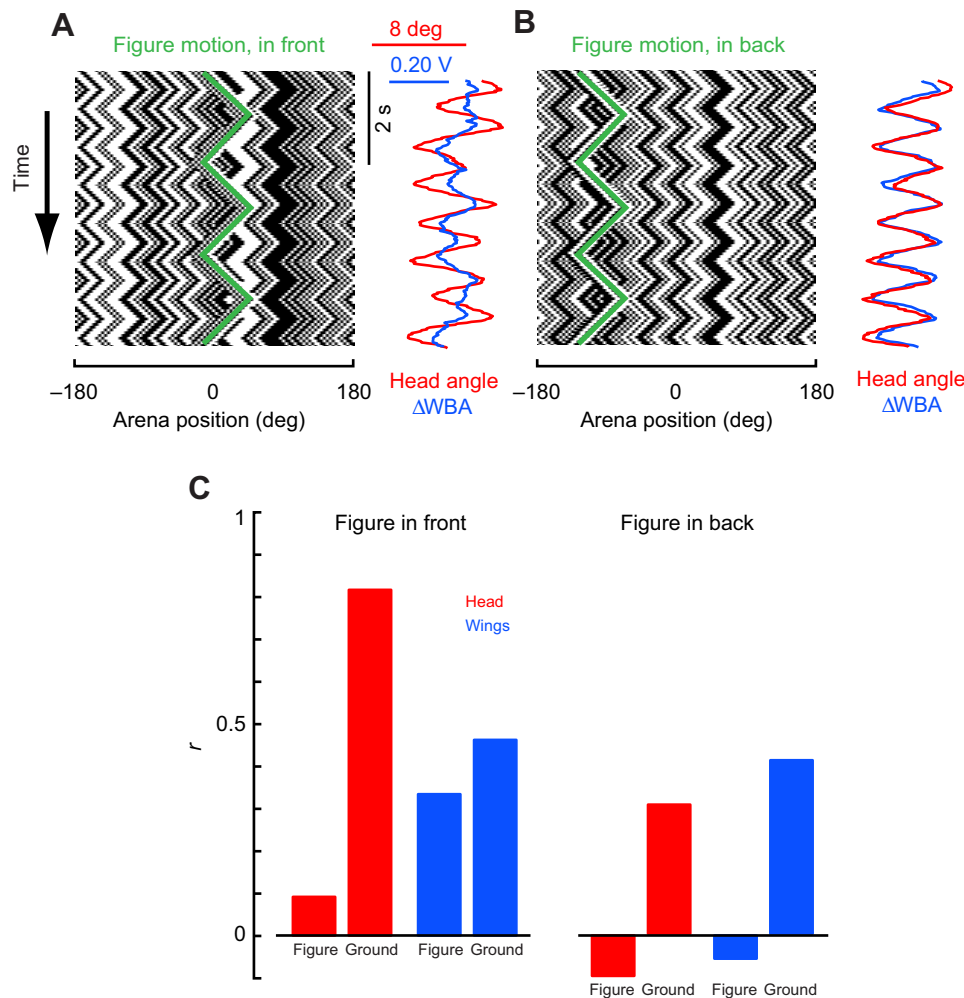 A
Figure motion, in front
8 deg
0.20 V
2 s
Time
−180
0
180
Arena position (deg)
Head angle
ΔWBA
B
Figure motion, in back
−180
0
180
Arena position (deg)
Head angle
ΔWBA
C
1
0.5
0
r
Figure in front
Figure in back
Head
Wings
Figure
Ground
Figure
Ground
Figure
Ground
Figure
Ground